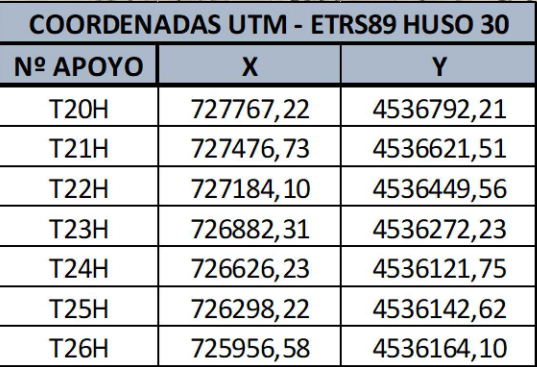 COORDENADAS UTM - ETRS89 HUSO 30
Nº APOYO X Y
T20H 727767,22 4536792,21
T21H 727476,73 4536621,51
T22H 727184,10 4536449,56
T23H 726882,31 4536272,23
T24H 726626,23 4536121,75
T25H 726298,22 4536142,62
T26H 725956,58 4536164,10